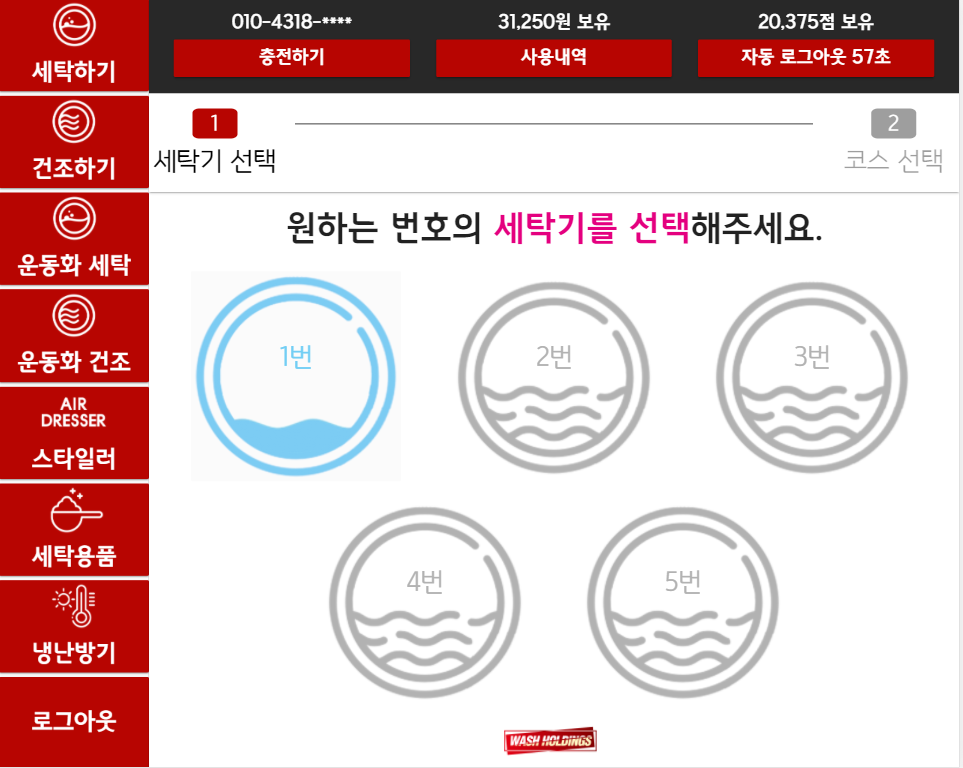 세탁하기
건조하기
운동화 세탁
운동화 건조
AIR
DRESSER
스타일러
세탁용품
냉난방기
로그아웃
010-4318-****
31,250원 보유
20,375점 보유
충전하기
사용내역
자동 로그아웃 57초
1
2
세탁기 선택
코스 선택
원하는 번호의 세탁기를 선택해주세요.
1번
2번
3번
4번
5번
WASH HOLDINGS